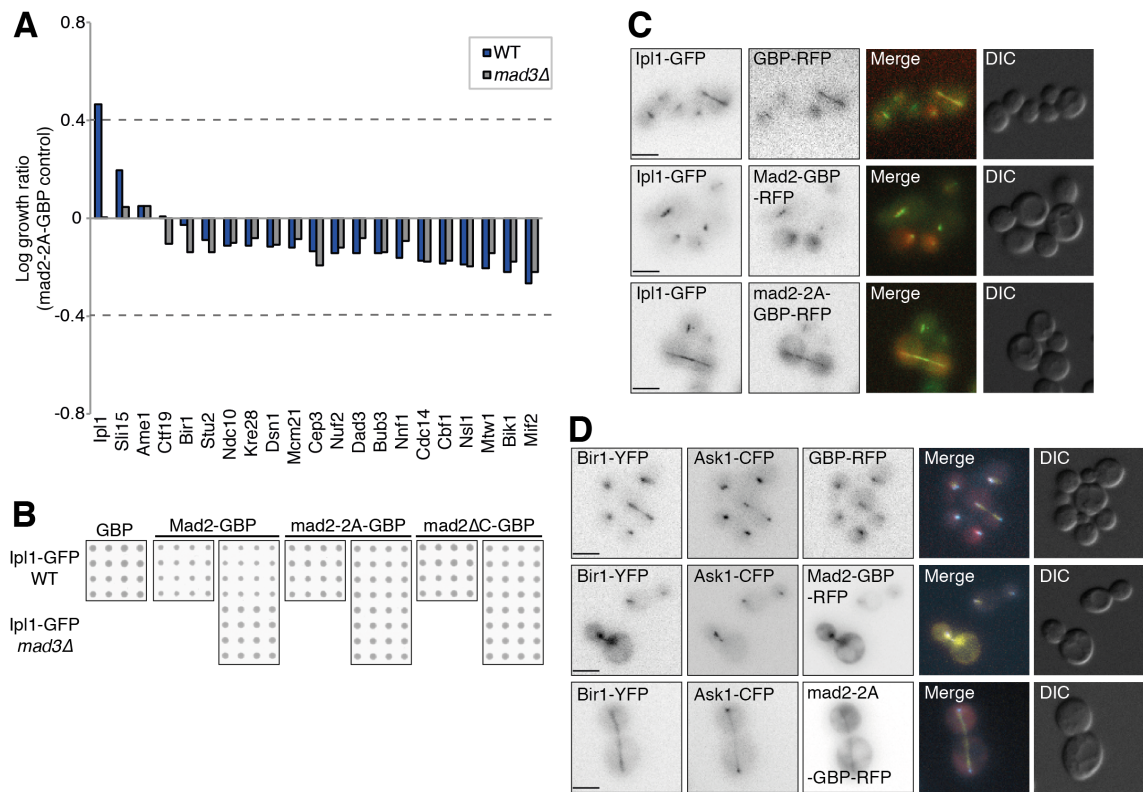 A
0.8
0.4
0
-0.4
-0.8
Log growth ratio
(mad2-2A-GBP control)
WT
mad3Δ
Ipl1
Sli15
Ame1
Ctf19
Bir1
Stu2
Ndc10
Kre28
Dsn1
Mcm21
Cep3
Nuf2
Dad3
Bub3
Nnf1
Cdc14
Cbf1
Nsl1
Mtw1
Bik1
Mif2
B
GBP
Mad2-GBP
mad2-2A-GBP
mad2ΔC-GBP
Ipl1-GFP
WT
Ipl1-GFP
mad3Δ
C
Ipl1-GFP
GBP-RFP
Merge
DIC
Ipl1-GFP
Mad2-GBP
-RFP
Merge
DIC
Ipl1-GFP
mad2-2A-
GBP-RFP
Merge
DIC
D
Bir1-YFP
Ask1-CFP
GBP-RFP
Merge
DIC
Bir1-YFP
Ask1-CFP
Mad2-GBP
-RFP
Merge
DIC
Bir1-YFP
Ask1-CFP
mad2-2A
-GBP-RFP
Merge
DIC